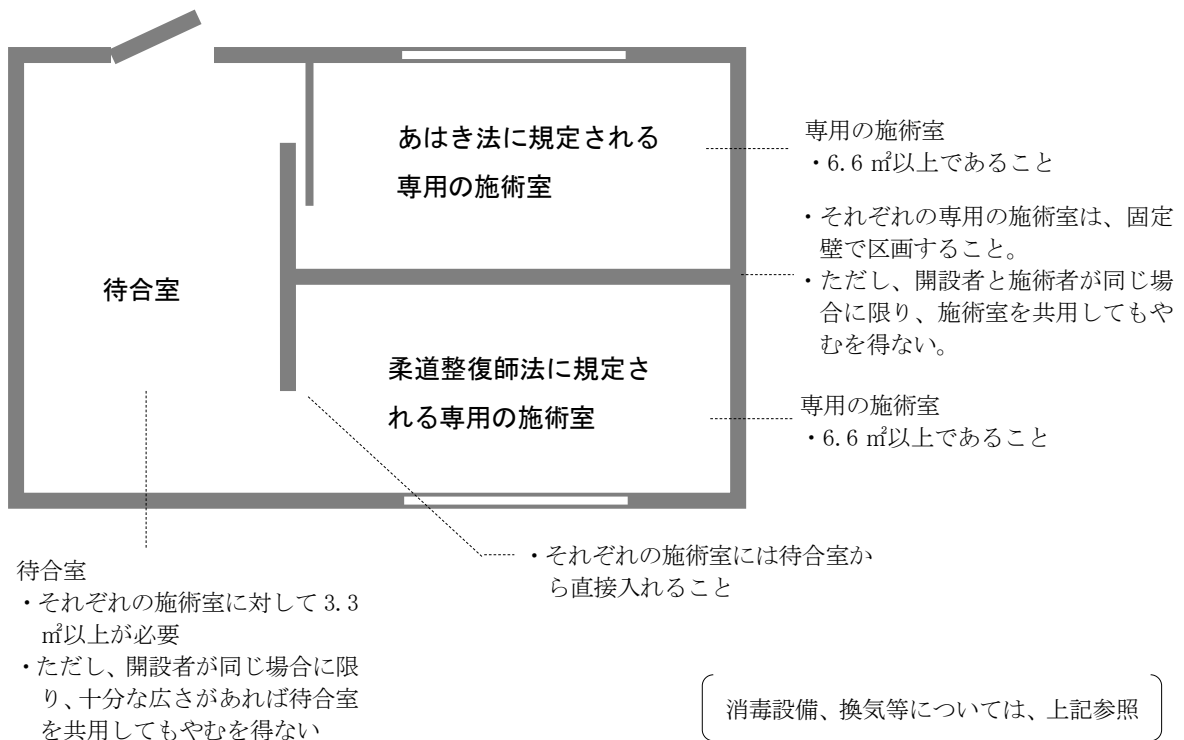 あはき法に規定される
専用の施術室
待合室
柔道整復師法に規定さ
れる専用の施術室
専用の施術室
・6.6 ㎡以上であること
・それぞれの専用の施術室は、固定
壁で区画すること。
・ただし、開設者と施術者が同じ場
合に限り、施術室を共用してもや
むを得ない。
専用の施術室
・6.6 ㎡以上であること
・それぞれの施術室には待合室か
ら直接入れること
待合室
・それぞれの施術室に対して 3.3
㎡以上が必要
・ただし、開設者が同じ場合に限
り、十分な広さがあれば待合室
を共用してもやむを得ない
消毒設備、換気等については、上記参照